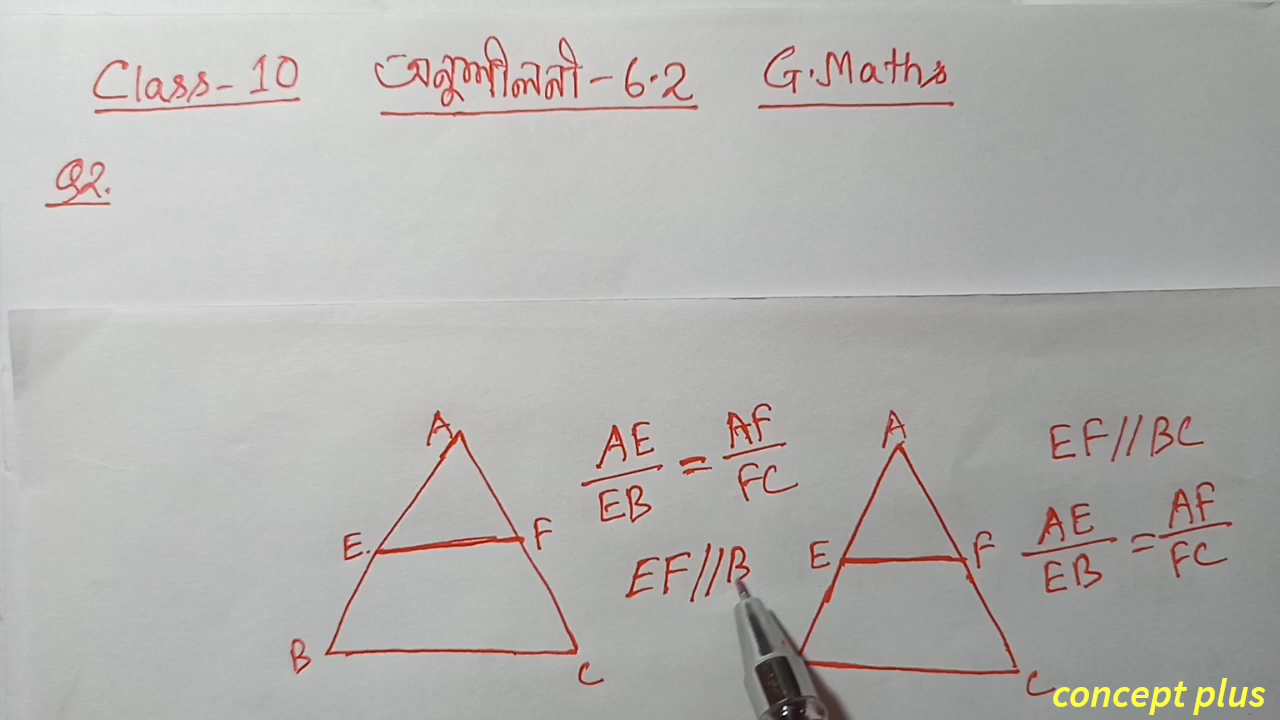 Class-10 অনুশীলনী-6.2 G.Maths
Q2.
A
E.
F
B
C
AE/EB = AF/FC
EF//B
A
E
F
C
EF//BC
AE/EB = AF/FC
concept plus